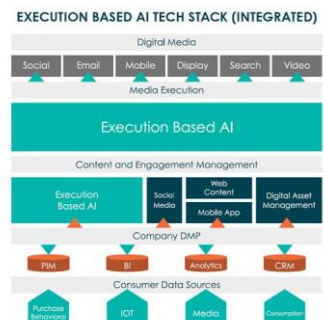 EXECUTION BASED AI TECH STACK (INTEGRATED)
Digital Media
Social Email Mobile Display Search Video
Media Execution
Execution Based AI
Content and Engagement Management
Execution
Based AI
Social
Media
Web
Content
Mobile App
Digital Asset
Management
Company DMP
PIM BI Analytics CRM
Consumer Data Sources
Purchase
Behavioral
IOT
Media
Consumption